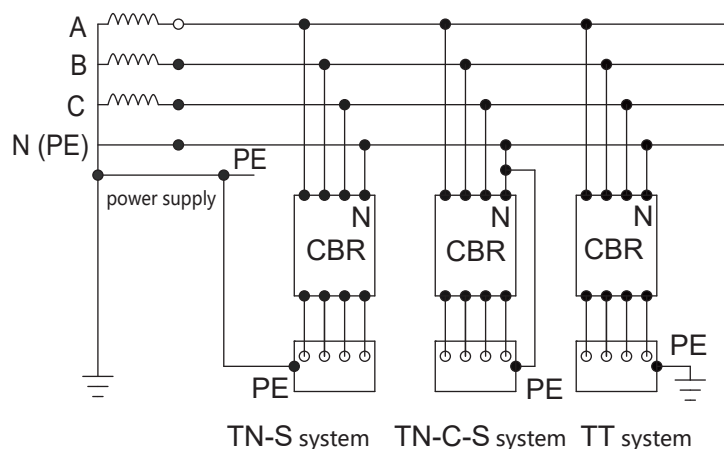 A
B
C
N (PE)
PE
power supply
N
N
N
CBR
CBR
CBR
PE
PE
PE
TN-S system
TN-C-S system
TT system